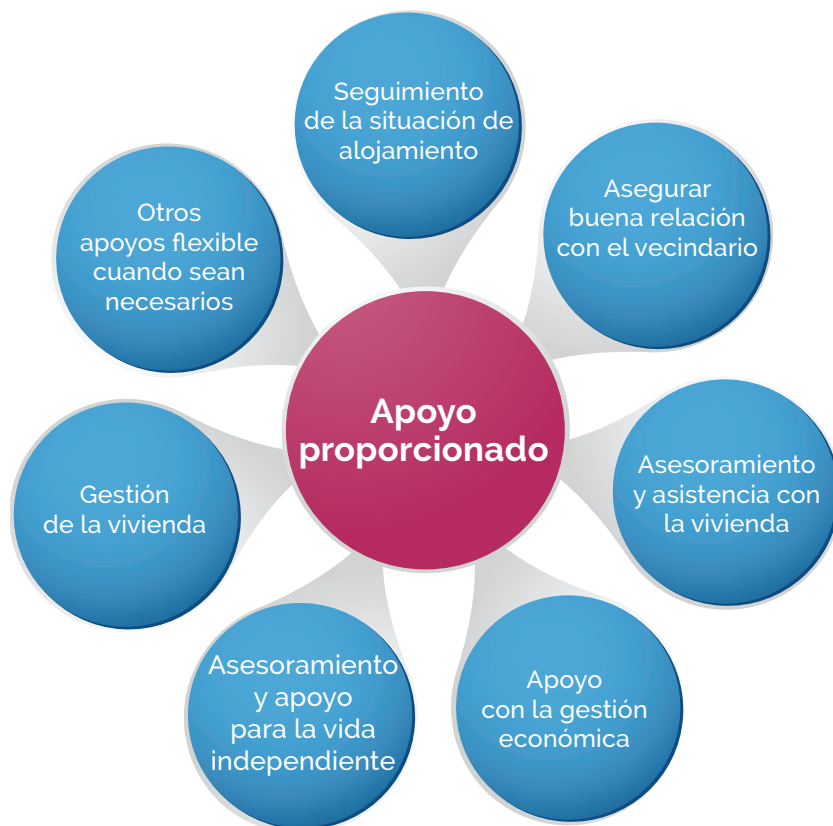 Seguimiento
de la situación de
alojamiento
Asegurar
buena relación
con el vecindario
Otros
apoyos flexible
cuando sean
necesarios
Apoyo
proporcionado
Asesoramiento
y asistencia con
la vivienda
Gestión
de la vivienda
Asesoramiento
y apoyo
para la vida
independiente
Apoyo
con la gestión
económica